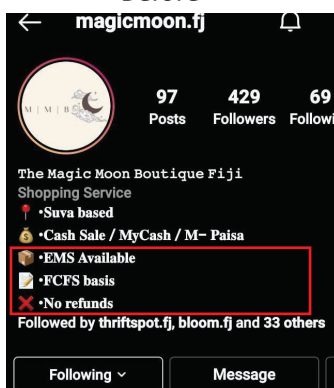 magicmoon.fj
M | M | B
97 429 69
Posts Followers Followi
The Magic Moon Boutique Fiji
Shopping Service
•Suva based
•Cash Sale / MyCash / M– Paisa
•EMS Available
•FCFS basis
•No refunds
Followed by thriftspot.fj, bloom.fj and 33 others
Following Message